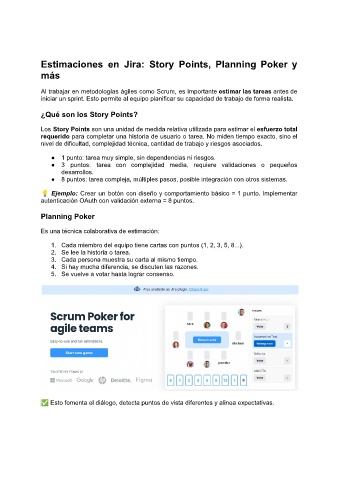 Estimaciones en Jira: Story Points, Planning Poker y
más
Al trabajar en metodologías ágiles como Scrum, es importante estimar las tareas antes de
iniciar un sprint. Esto permite al equipo planificar su capacidad de trabajo de forma realista.
¿Qué son los Story Points?
Los Story Points son una unidad de medida relativa utilizada para estimar el esfuerzo total
requerido para completar una historia de usuario o tarea. No miden tiempo exacto, sino el
nivel de dificultad, complejidad técnica, cantidad de trabajo y riesgos asociados.
● 1 punto: tarea muy simple, sin dependencias ni riesgos.
● 3 puntos: tarea con complejidad media, requiere validaciones o pequeños
desarrollos.
● 8 puntos: tarea compleja, múltiples pasos, posible integración con otros sistemas.
💡 Ejemplo: Crear un botón con diseño y comportamiento básico = 1 punto. Implementar
autenticación OAuth con validación externa = 8 puntos.
Planning Poker
Es una técnica colaborativa de estimación:
1. Cada miembro del equipo tiene cartas con puntos (1, 2, 3, 5, 8...).
2. Se lee la historia o tarea.
3. Cada persona muestra su carta al mismo tiempo.
4. Si hay mucha diferencia, se discuten las razones.
5. Se vuelve a votar hasta lograr consenso.
Scrum Poker for
agile teams
Easy-to-use and fun estimations.
Start new game
Microsoft Google Deloitte. Figma
✅ Esto fomenta el diálogo, detecta puntos de vista diferentes y alinea expectativas.